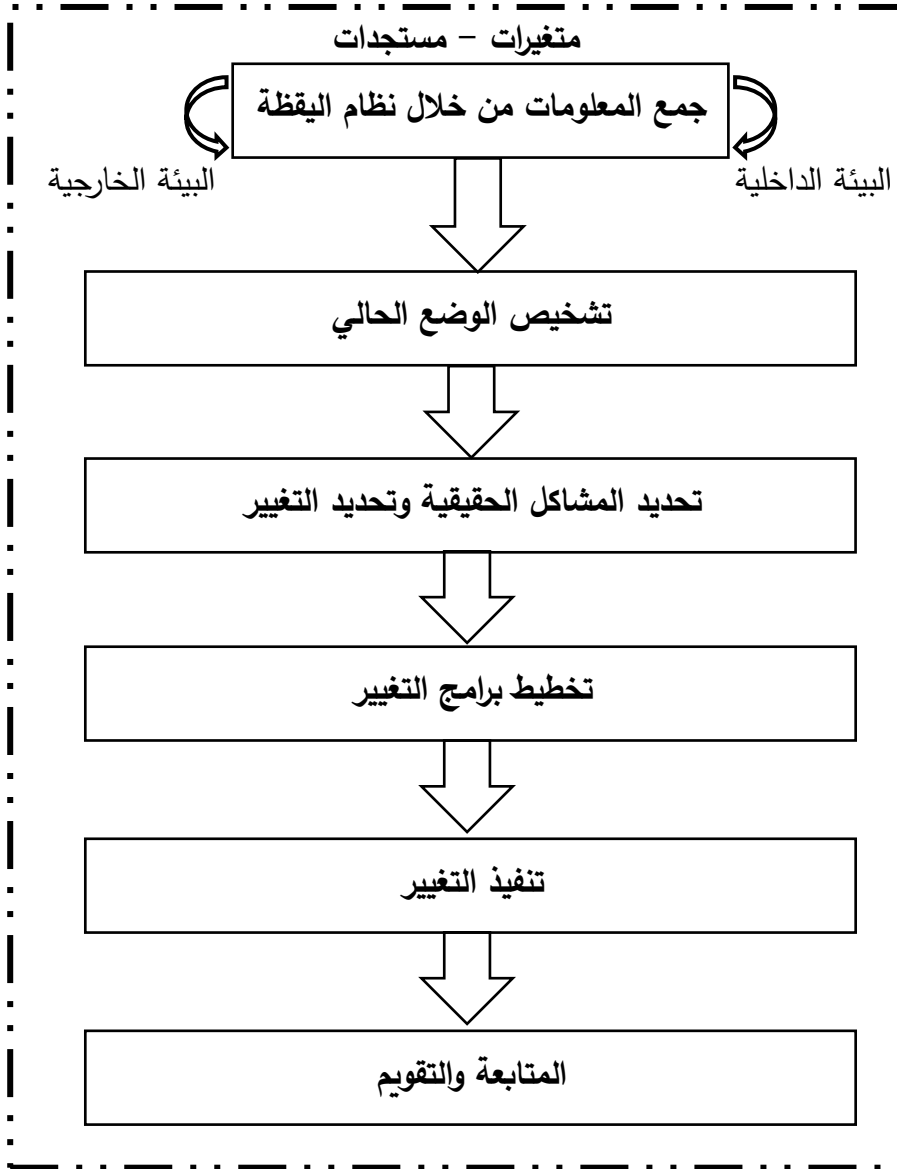 متغيرات – مستجدات
جمع المعلومات من خلال نظام اليقظة
البيئة الداخلية
البيئة الخارجية
تشخيص الوضع الحالي
تحديد المشاكل الحقيقية وتحديد التغيير
تخطيط برامج التغيير
تنفيذ التغيير
المتابعة والتقويم